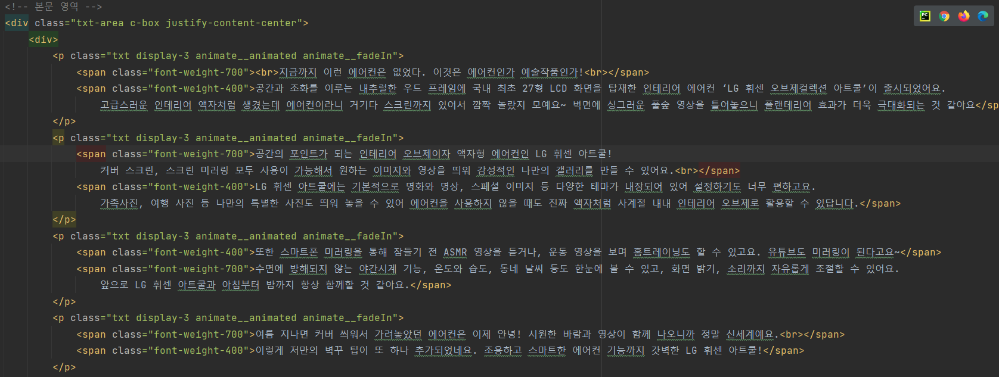 <!-- 본문 영역 -->
<div class="txt-area c-box justify-content-center">
<div>
<p class="txt display-3 animate__animated animate__fadeIn">
<span class="font-weight-700"><br>지금까지 이런 에어컨은 없었다. 이것은 에어컨인가 예술작품인가!<br></span>
<span class="font-weight-400">공간과 조화를 이루는 내추럴한 우드 프레임에 국내 최초 27형 LCD 화면을 탑재한 인테리어 에어컨 ‘LG 휘센 오브제컬렉션 아트쿨’이 출시되었어요.
고급스러운 인테리어 액자처럼 생겼는데 에어컨이라니 거기다 스크린까지 있어서 깜짝 놀랐지 모예요~ 벽면에 싱그러운 풀숲 영상을 틀어놓으니 플랜테리어 효과가 더욱 극대화되는 것 같아요</sp
</p>
<p class="txt display-3 animate__animated animate__fadeIn">
<span class="font-weight-700">공간의 포인트가 되는 인테리어 오브제이자 액자형 에어컨인 LG 휘센 아트쿨!
커버 스크린, 스크린 미러링 모두 사용이 가능해서 원하는 이미지와 영상을 띄워 감성적인 나만의 갤러리를 만들 수 있어요.<br></span>
<span class="font-weight-400">LG 휘센 아트쿨에는 기본적으로 명화와 명상, 스페셜 이미지 등 다양한 테마가 내장되어 있어 설정하기도 너무 편하고요.
가족사진, 여행 사진 등 나만의 특별한 사진도 띄워 놓을 수 있어 에어컨을 사용하지 않을 때도 진짜 액자처럼 사계절 내내 인테리어 오브제로 활용할 수 있답니다.</span>
</p>
<p class="txt display-3 animate__animated animate__fadeIn">
<span class="font-weight-400">또한 스마트폰 미러링을 통해 잠들기 전 ASMR 영상을 듣거나, 운동 영상을 보며 홈트레이닝도 할 수 있고요. 유튜브도 미러링이 된다고요~</span>
<span class="font-weight-700">수면에 방해되지 않는 야간시계 기능, 온도와 습도, 동네 날씨 등도 한눈에 볼 수 있고, 화면 밝기, 소리까지 자유롭게 조절할 수 있어요.
앞으로 LG 휘센 아트쿨과 아침부터 밤까지 항상 함께할 것 같아요.</span>
</p>
<p class="txt display-3 animate__animated animate__fadeIn">
<span class="font-weight-700">여름 지나면 커버 씌워서 가려놓았던 에어컨은 이제 안녕! 시원한 바람과 영상이 함께 나오니까 정말 신세계예요.<br></span>
<span class="font-weight-400">이렇게 저만의 벽꾸 팁이 또 하나 추가되었네요. 조용하고 스마트한 에어컨 기능까지 갓벽한 LG 휘센 아트쿨!</span>
</p>